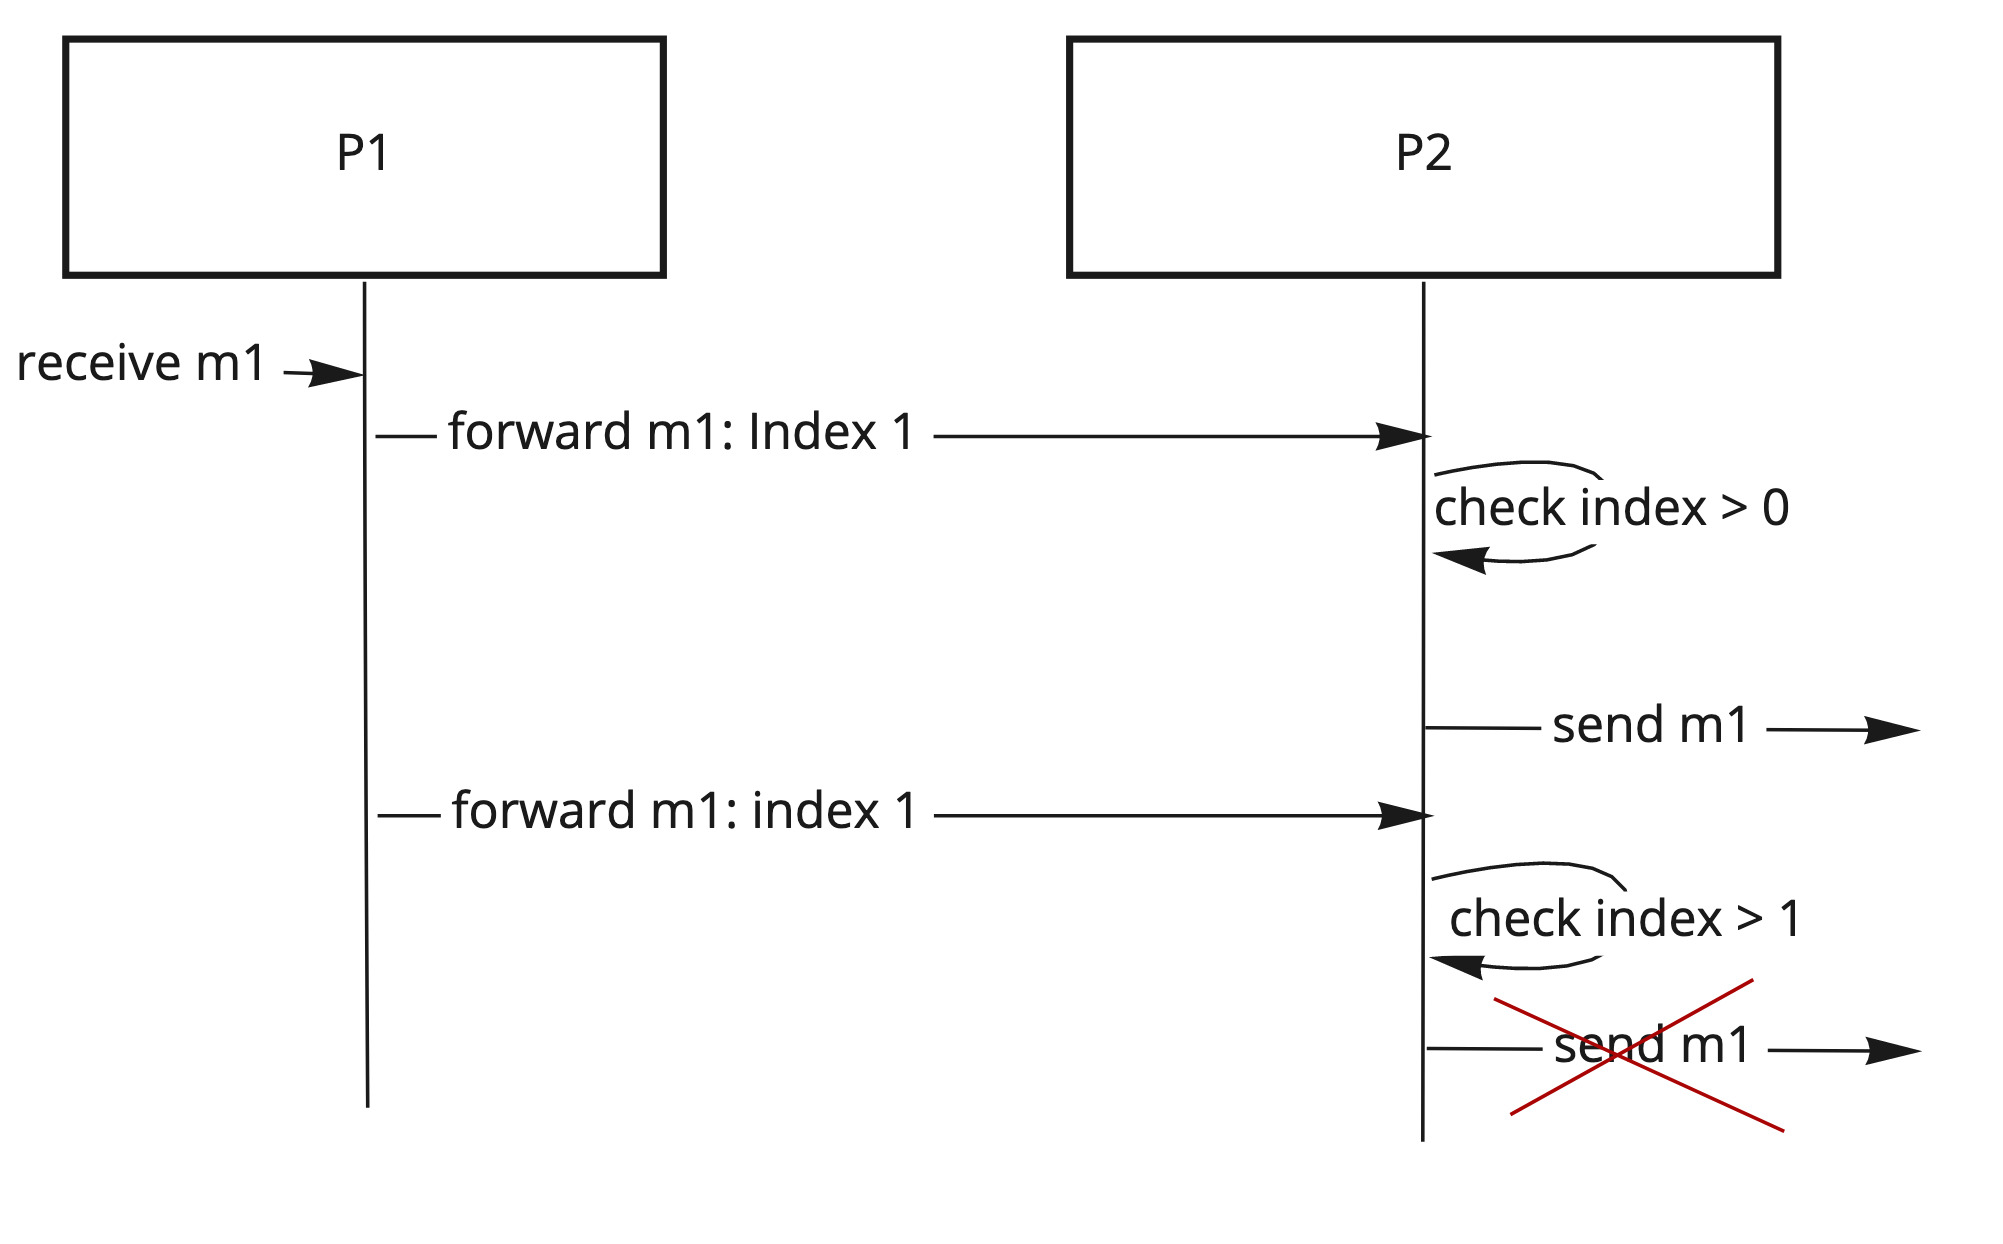 P1
P2
receive m1
forward m1: Index 1
check index > 0
send m1
forward m1: index 1
check index > 1
send m1